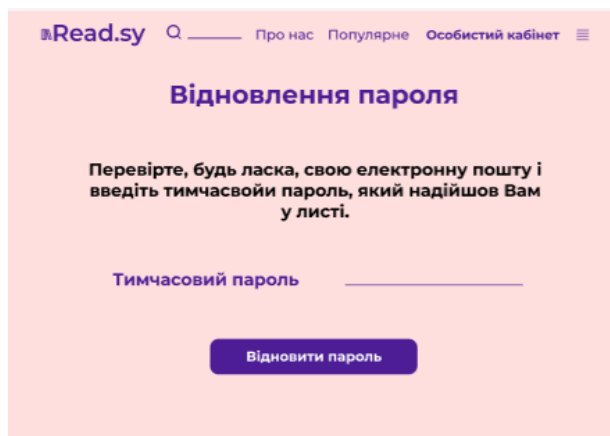 Read.sy Про нас Популярне Особистий кабінет
Відновлення пароля
Перевірте, будь ласка, свою електронну пошту і
введіть тимчасвойи пароль, який надійшов Вам
у листі.
Тимчасовий пароль
Відновити пароль